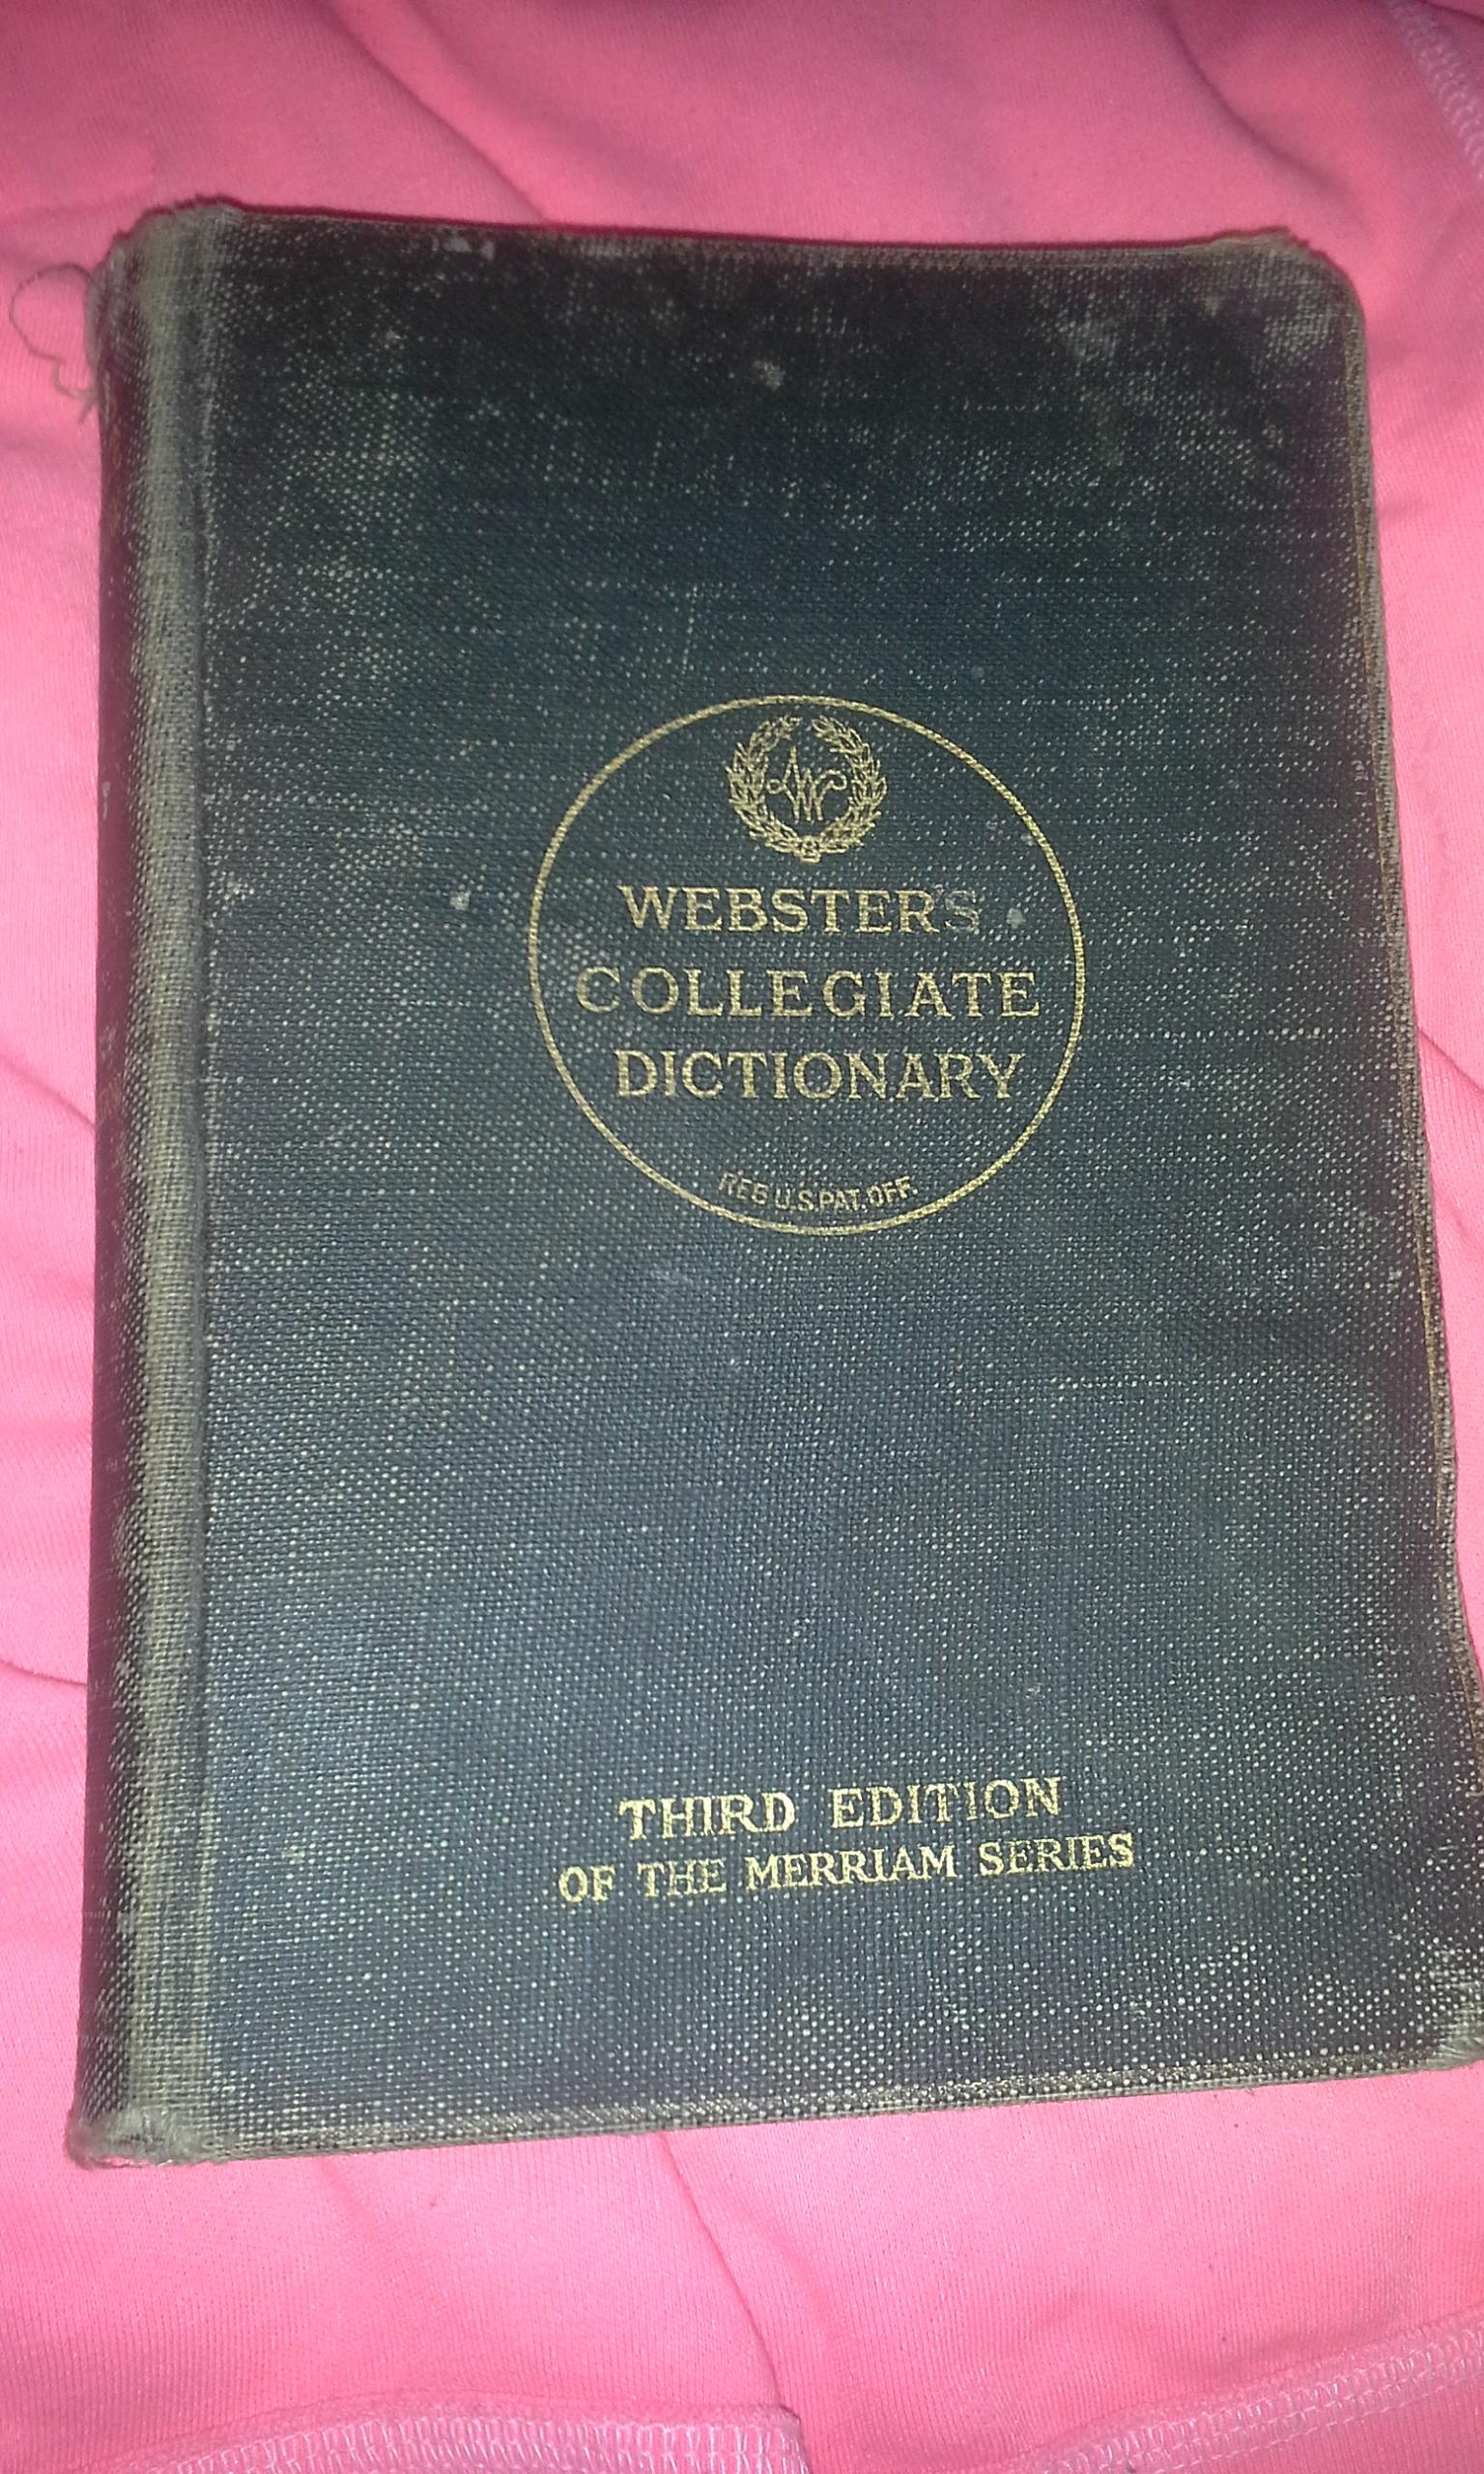 WEBSTER'S
COLLEGIATE
DICTIONARY
REG. U.S. PAT. OFF.
THIRD EDITION
OF THE MERRIAM SERIES